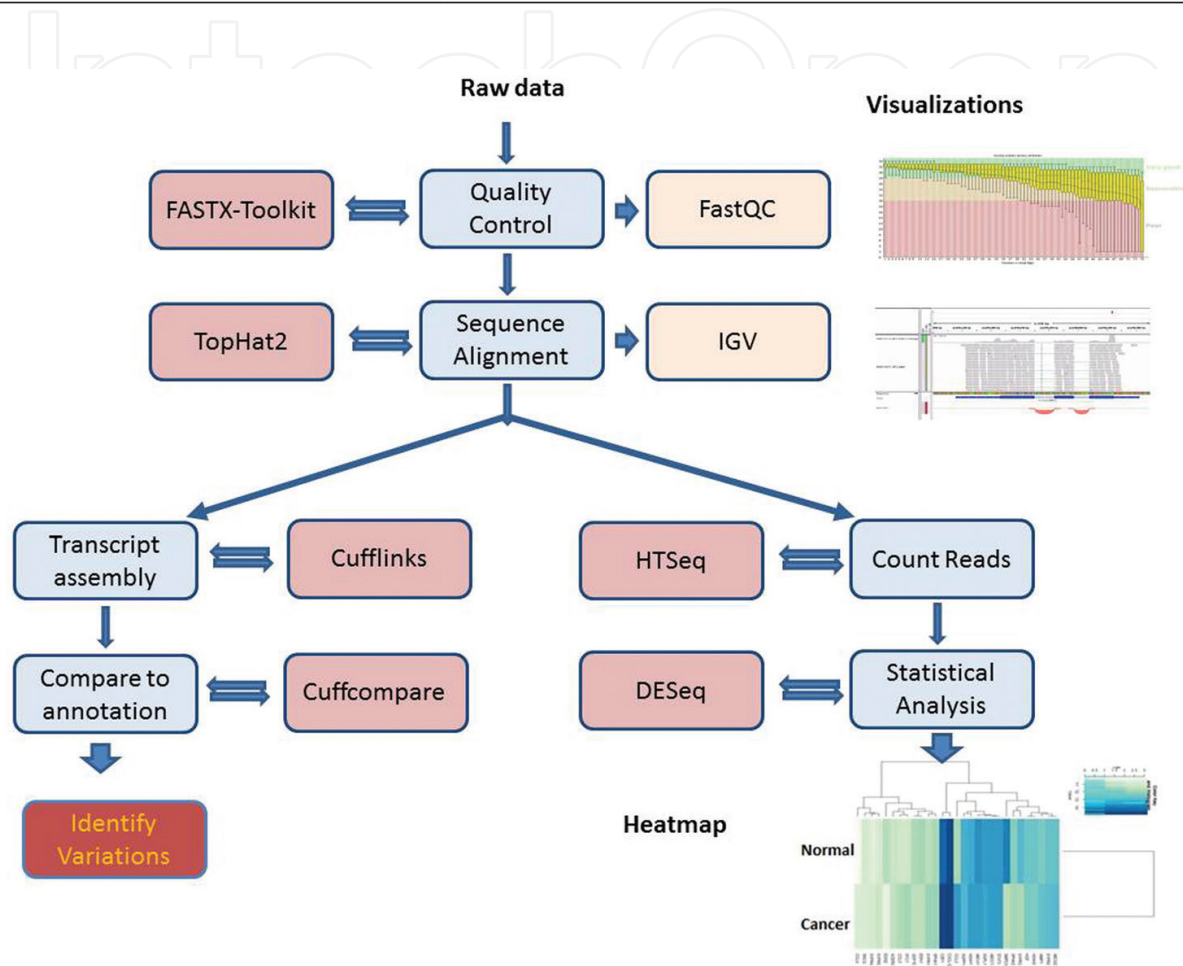 IntechOpen
Raw data
Visualizations
FASTX-Toolkit
Quality
Control
FastQC
TopHat2
Sequence
Alignment
IGV
Transcript
assembly
Cufflinks
HTSeq
Count Reads
Compare to
annotation
Cuffcompare
DESeq
Statistical
Analysis
Identify
Variations
Heatmap
Normal
Cancer